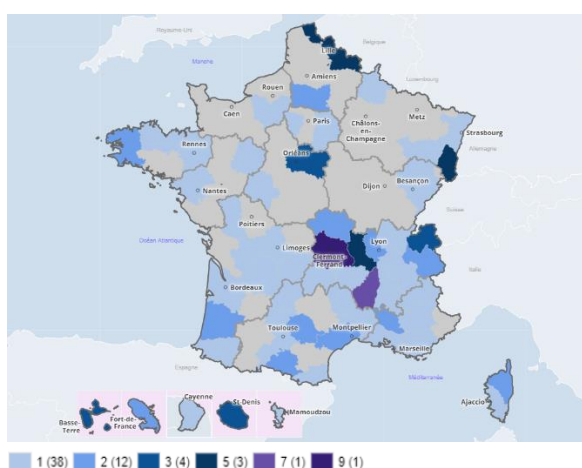 Royaume-Uni
Belgique
Lille
Manche
Luxembourg
Amiens
Rouen
Caen
Paris
Metz
Châlons-
en-
Champagne
Strasbourg
Allemagne
Rennes
Orléans
Nantes
Dijon
Besançon
Suisse
Poitiers
Océan Atlantique
Limoges
Clermont-
Ferrand
Lyon
Italie
Bordeaux
Toulouse
Montpellier
Marseille
Espagne
Méditerranée
Ajaccio
Cayenne
St-Denis
Mamoudzou
Basse-
Terre
Fort-de-
France
1 (38) 2 (12) 3 (4) 5 (3) 7 (1) 9 (1)